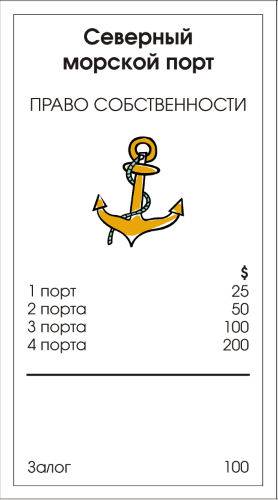 Северный
морской порт
ПРАВО СОБСТВЕННОСТИ
$
1 порт 25
2 порта 50
3 порта 100
4 порта 200
Залог 100